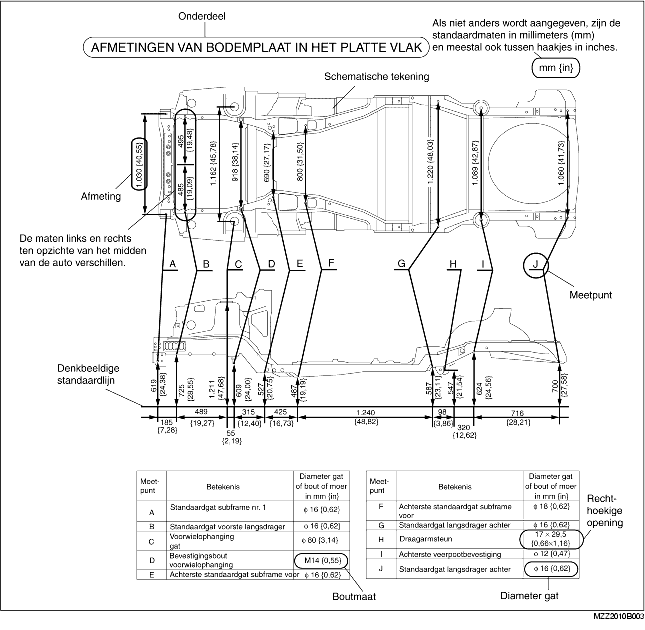 Onderdeel
AFMETINGEN VAN BODEMPLAAT IN HET PLATTE VLAK
Als niet anders wordt aangegeven, zijn de
standaardmaten in millimeters (mm)
en meestal ook tussen haakjes in inches.
mm {in}
Schematische tekening
Afmeting
1.030 {40,55}
495
{19,48}
485
{19,09}
1.162 {45,78}
918 {36,14}
690 {27,17}
800 {31,50}
1.220 {48,03}
1.089 {42,87}
1.060 {41,73}
De maten links en rechts
ten opzichte van het midden
van de auto verschillen.
A B C D E F G H I J
Meetpunt
Denkbeeldige
standaardlijn
619
{24,38}
725
{28,55}
1,211
{47,68}
609
{24,00}
527
{20,75}
487
{19,19}
587
{23,11}
547
{21,54}
624
{24,56}
700
{27,56}
185
{7,28}
489
{19,27}
55
{2,19}
315
{12,40}
425
{16,73}
1.240
{48,82}
98
{3,86}
320
{12,62}
716
{28,21}
Meet-
punt
Betekenis
Diameter gat
of bout of moer
in mm {in}
A Standaardgat subframe nr. 1 φ 16 {0,62}
B Standaardgat voorste langsdrager φ 16 {0,62}
C Voorwielophanging
gat
φ 80 {3,14}
D Bevestigingsbout
voorwielophanging
M14 {0,55}
E Achterste standaardgat subframe voor φ 16 {0,62}
Boutmaat
Meet-
punt
Betekenis
Diameter gat
of bout of moer
in mm {in}
F Achterste standaardgat subframe
voor
φ 16 {0,62}
G Standaardgat langsdrager achter φ 16 {0,62}
H Draagarmsteun 17 × 29,5
{0,66×1,16}
I Achterste veerpootbevestiging φ 12 {0,47}
J Standaardgat langsdrager achter φ 16 {0,62}
Recht-
hoekige
opening
Diameter gat
MZZ2010B003